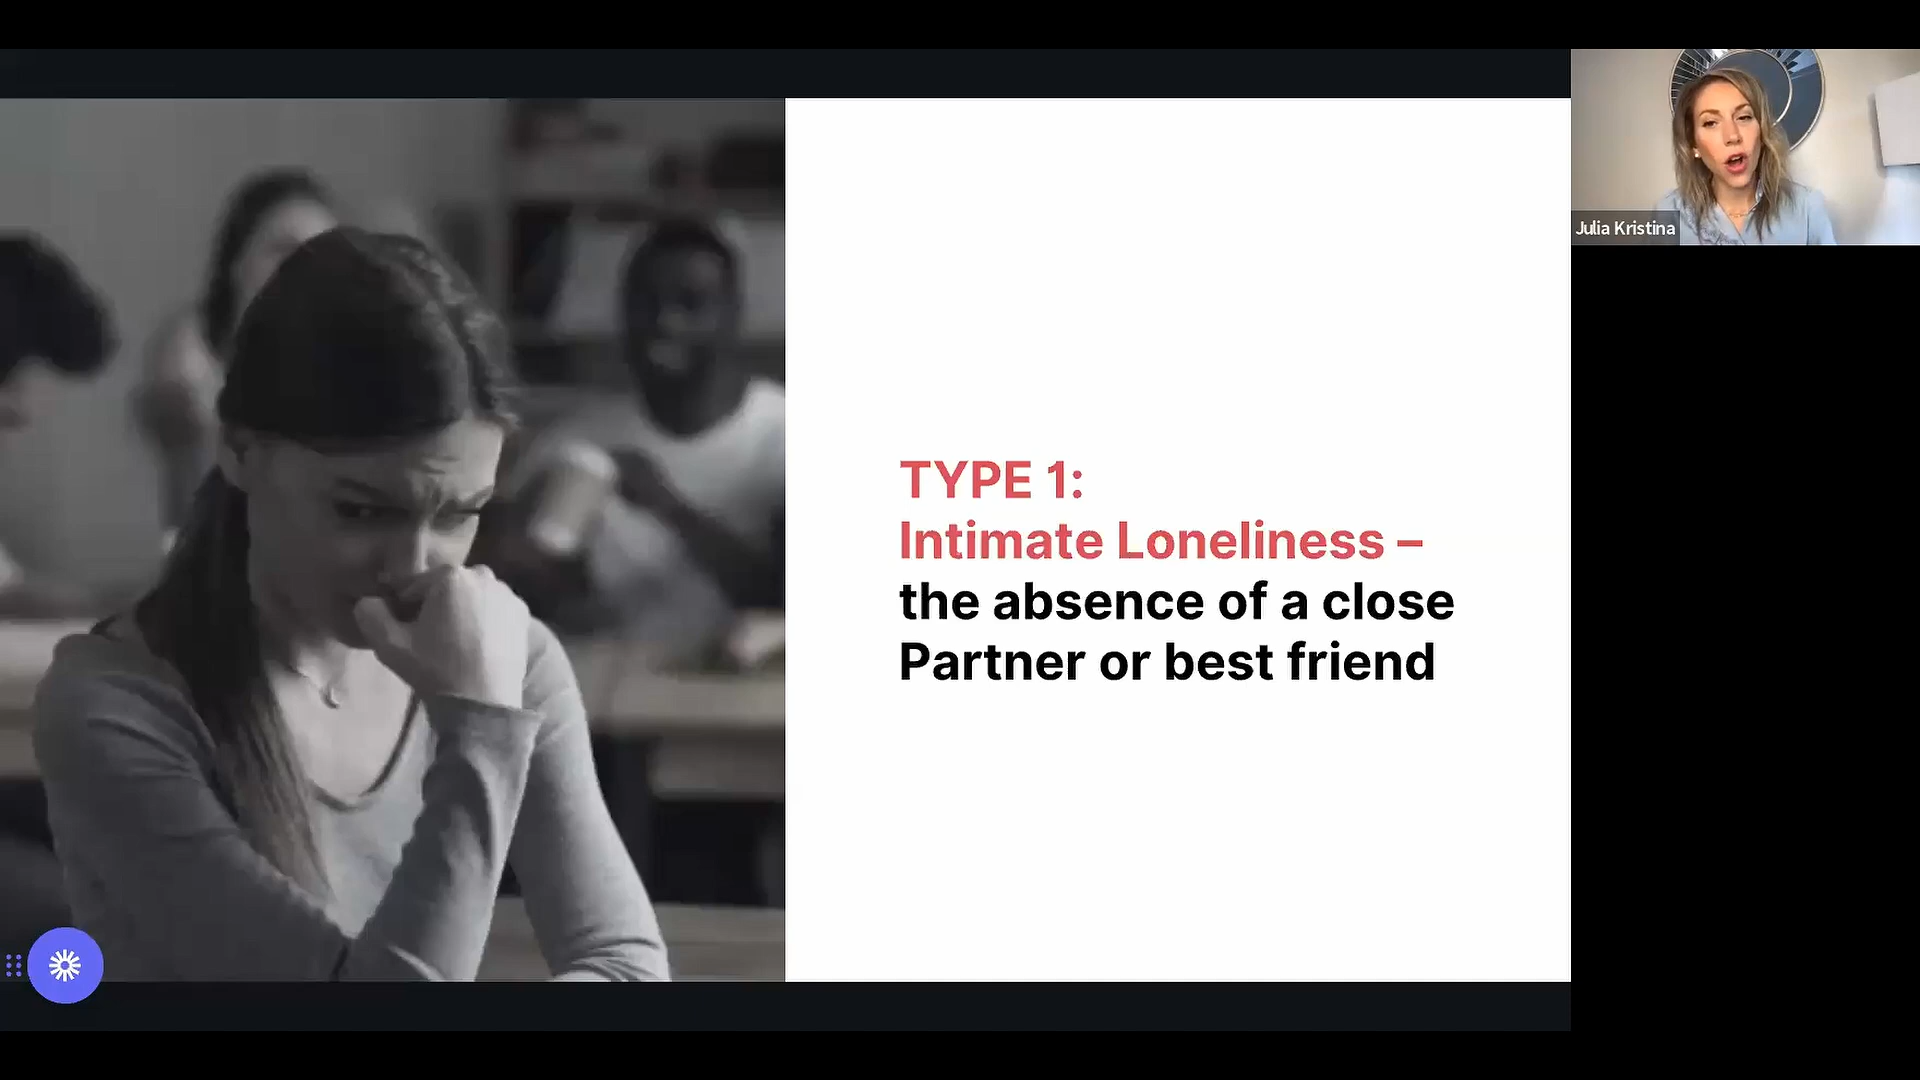 Julia Kristina
TYPE 1:
Intimate Loneliness –
the absence of a close
Partner or best friend